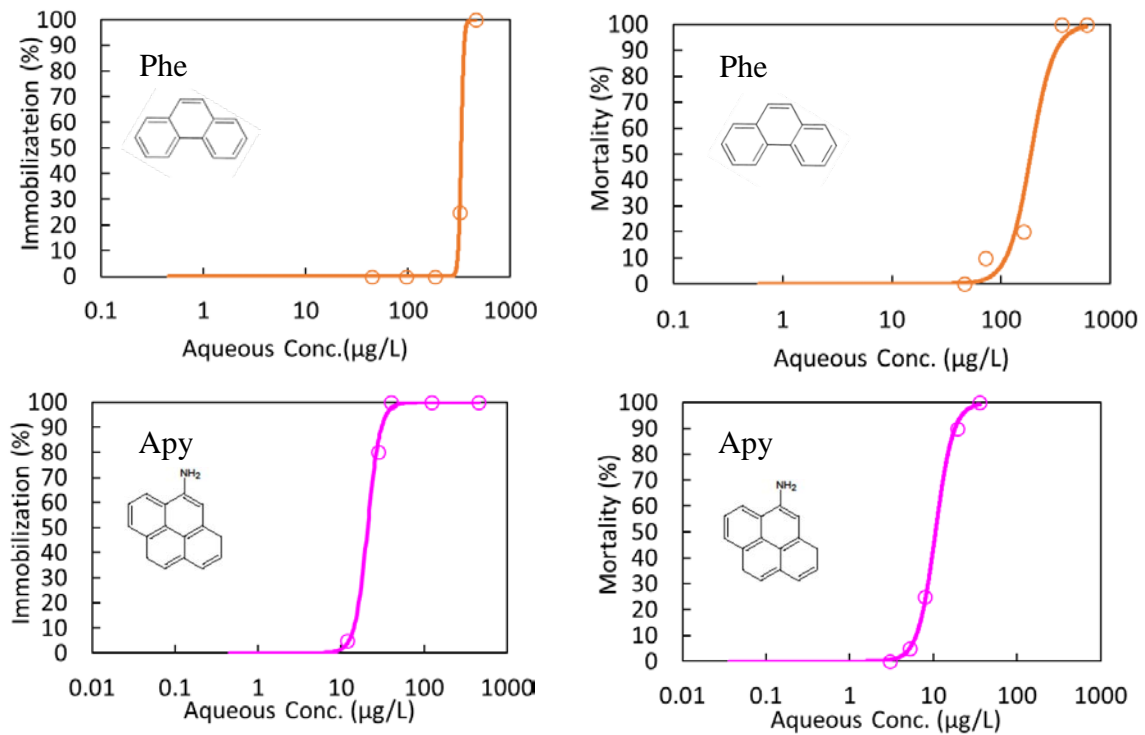 Immobilizateion (%)
100
90
80
70
60
50
40
30
20
10
0
Phe
0.1 1 10 100 1000
Aqueous Conc.(µg/L)
Mortality (%)
100
90
80
70
60
50
40
30
20
10
0
Phe
0.1 1 10 100 1000
Aqueous Conc. (µg/L)
Immobilization (%)
100
90
80
70
60
50
40
30
20
10
0
Apy
NH2
0.01 0.1 1 10 100 1000
Aqueous Conc. (µg/L)
Mortality (%)
100
90
80
70
60
50
40
30
20
10
0
Apy
NH2
0.01 0.1 1 10 100 1000
Aqueous Conc. (µg/L)